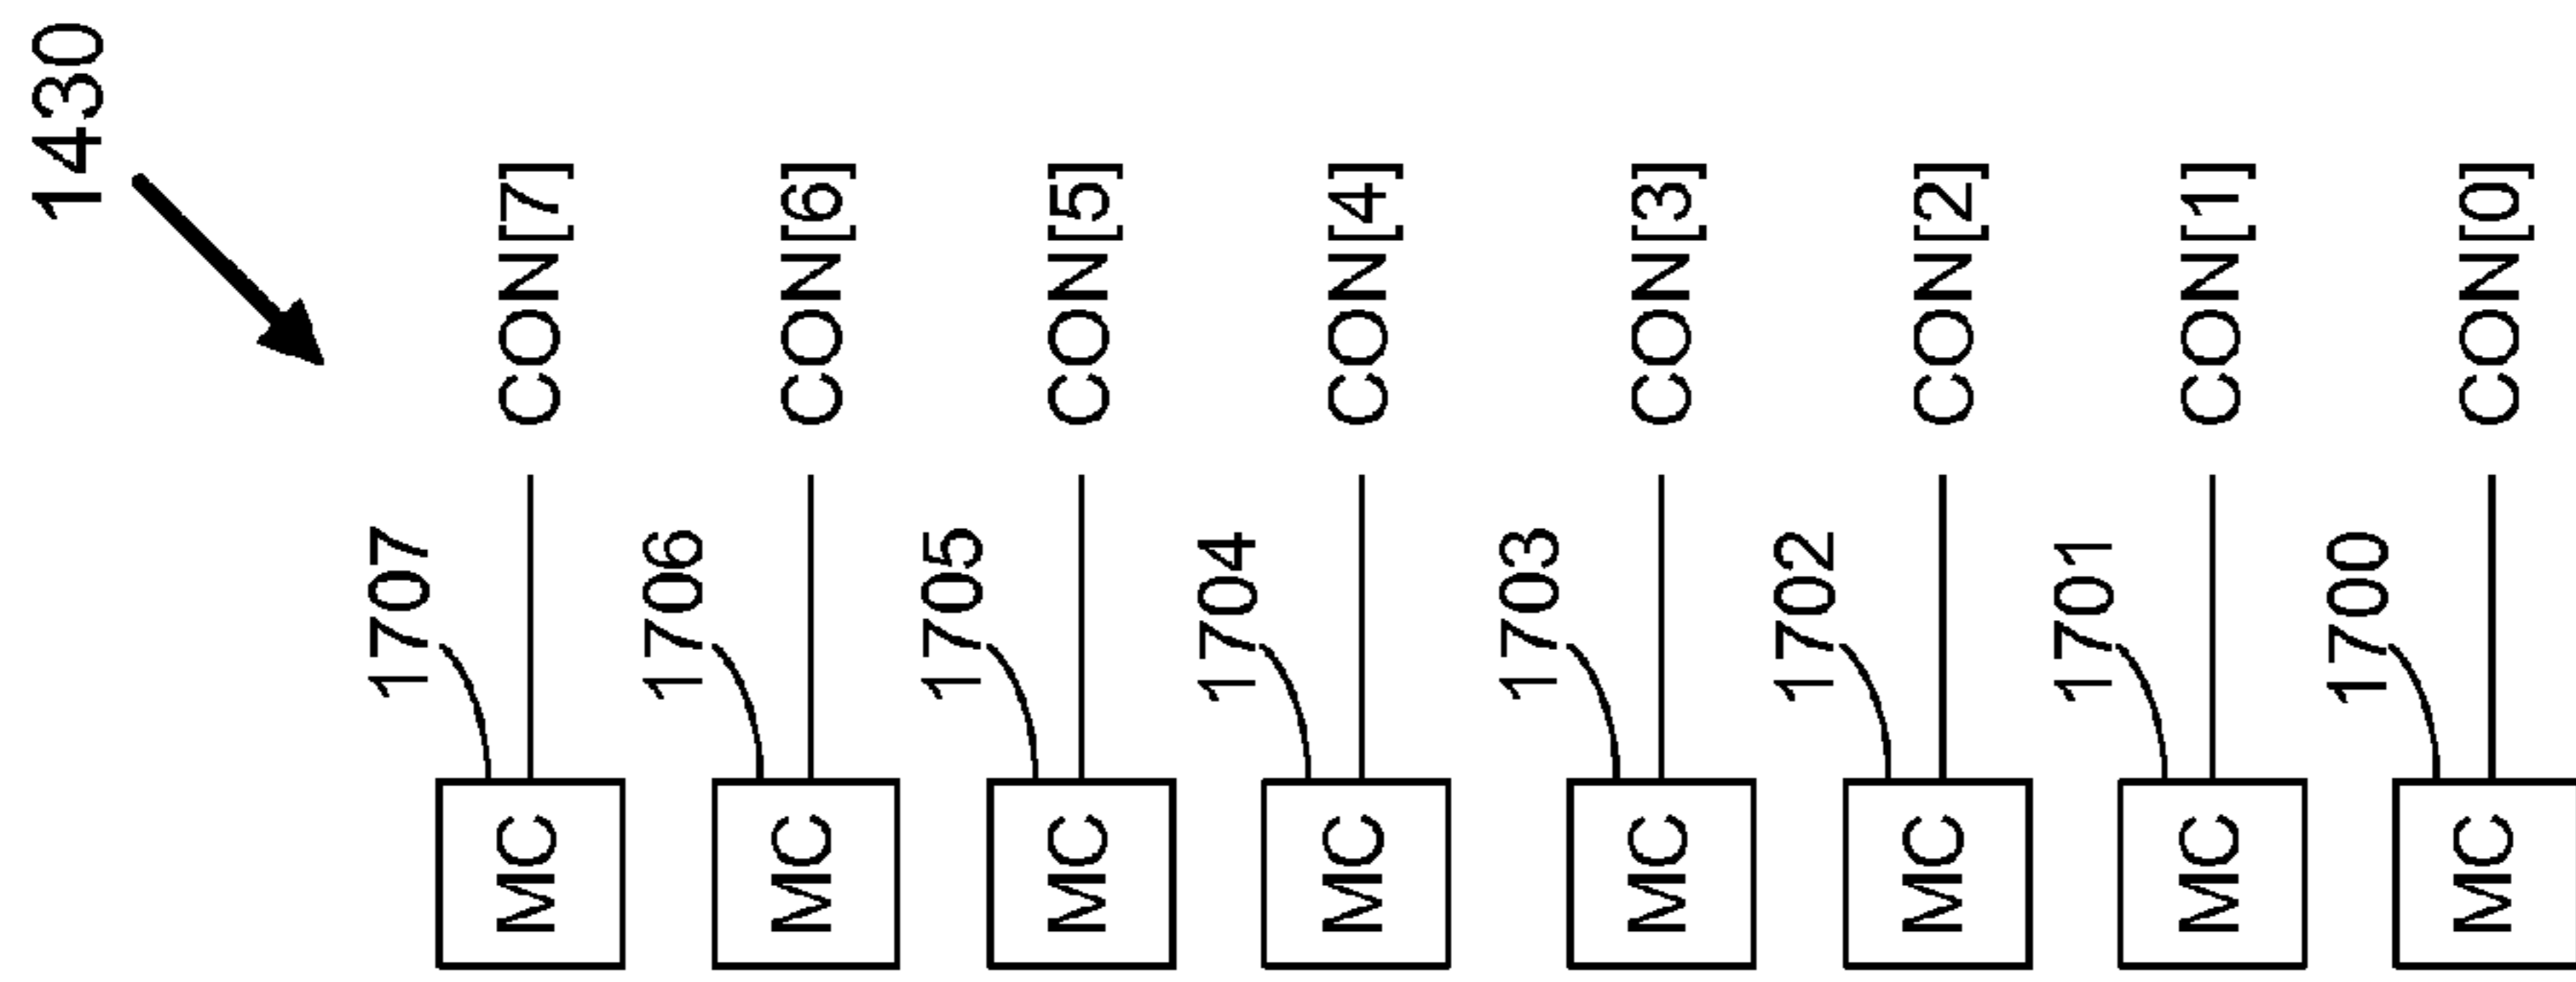 1430
MC 1707 CON[7]
MC 1706 CON[6]
MC 1705 CON[5]
MC 1704 CON[4]
MC 1703 CON[3]
MC 1702 CON[2]
MC 1701 CON[1]
MC 1700 CON[0]